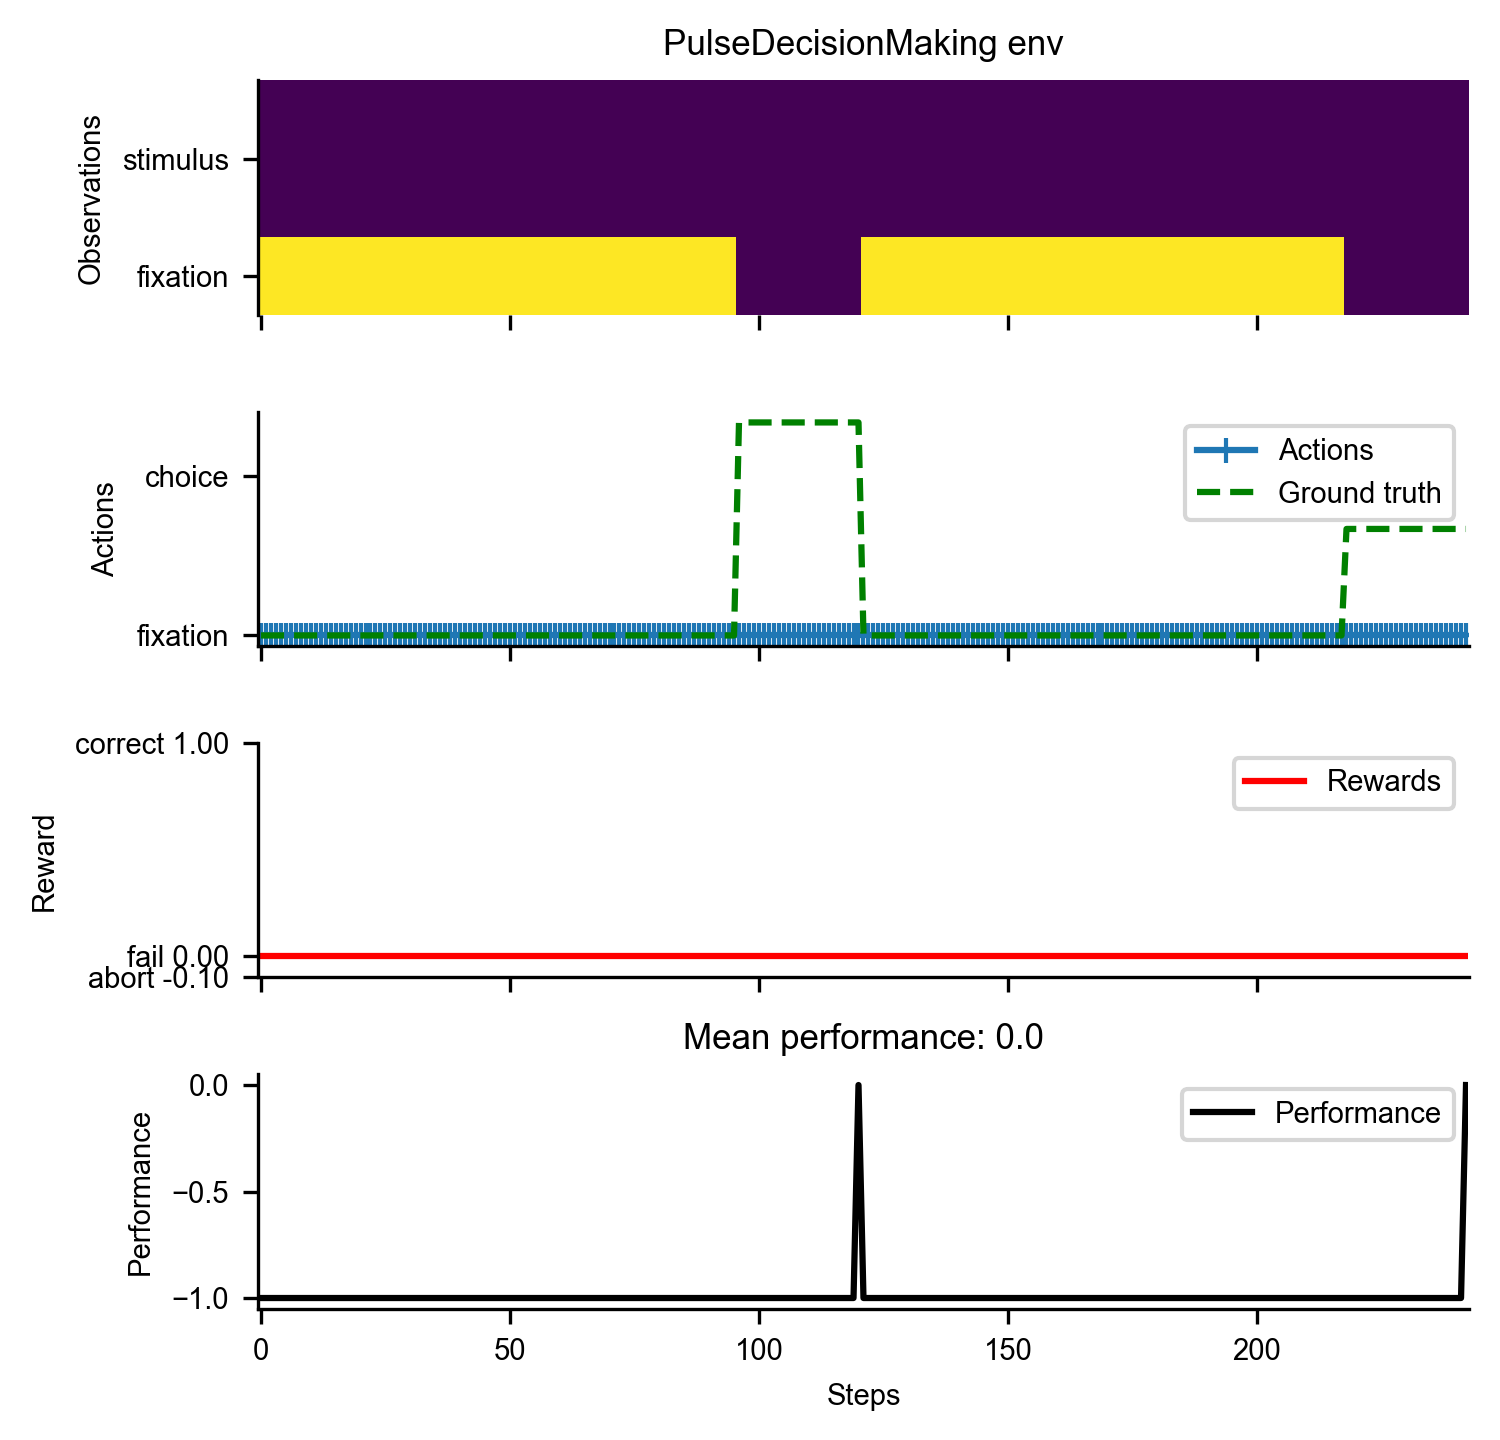 PulseDecisionMaking env
Observations
stimulus
fixation
Actions
choice
fixation
Actions
Ground truth
Reward
correct 1.00
fail 0.00
abort -0.10
Rewards
Mean performance: 0.0
Performance
0.0
−0.5
−1.0
Performance
0 50 100 150 200
Steps